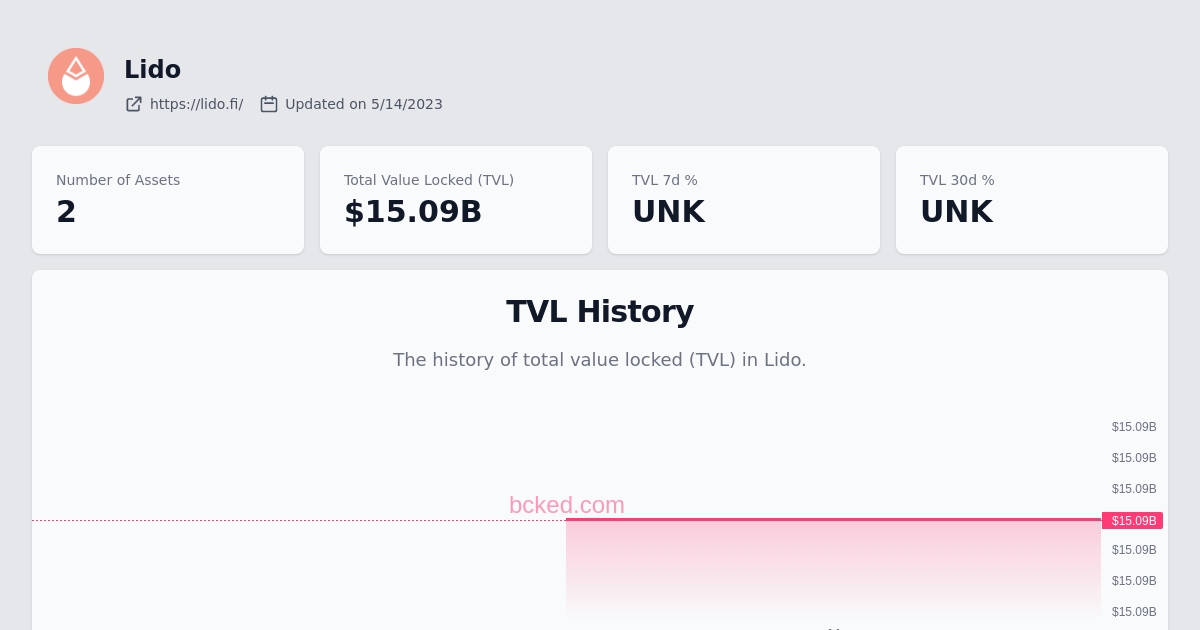 Lido
https://lido.fi/ Updated on 5/14/2023
Number of Assets
2
Total Value Locked (TVL)
$15.09B
TVL 7d %
UNK
TVL 30d %
UNK
TVL History
The history of total value locked (TVL) in Lido.
$15.09B
$15.09B
$15.09B
bcked.com
$15.09B
$15.09B
$15.09B
$15.09B